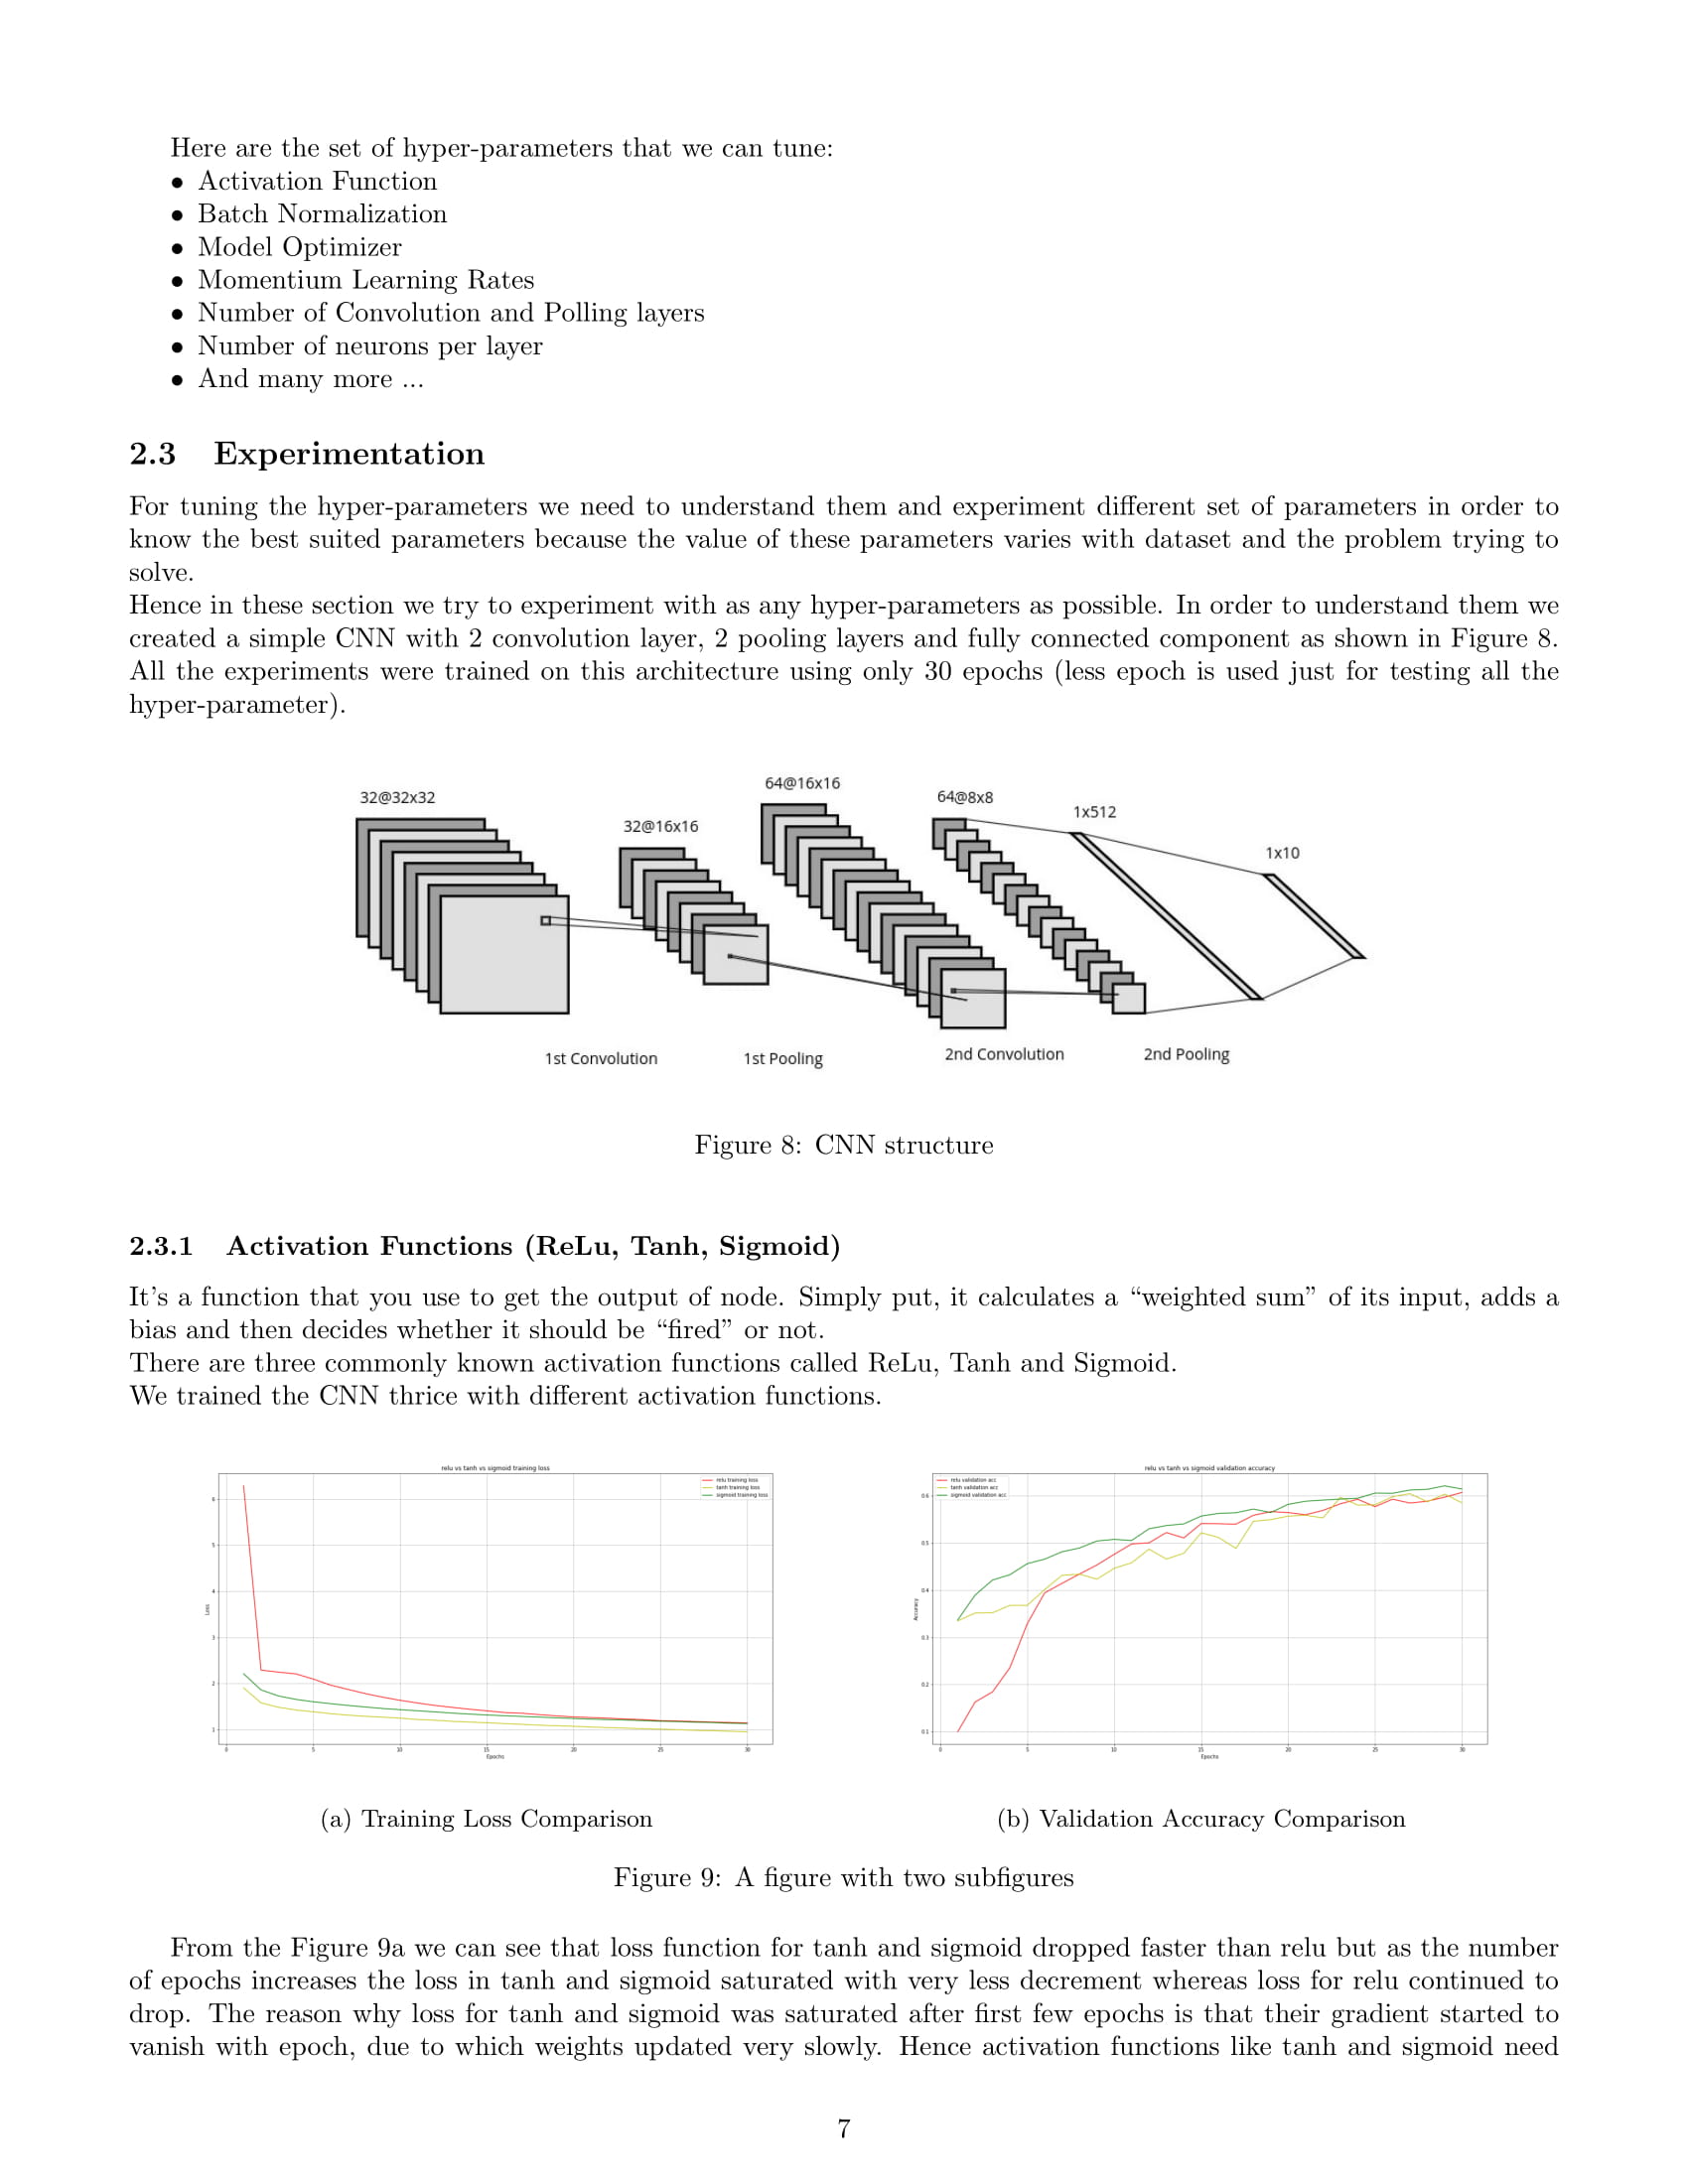 Here are the set of hyper-parameters that we can tune:
• Activation Function
• Batch Normalization
• Model Optimizer
• Momentium Learning Rates
• Number of Convolution and Polling layers
• Number of neurons per layer
• And many more ...
2.3 Experimentation
For tuning the hyper-parameters we need to understand them and experiment different set of parameters in order to
know the best suited parameters because the value of these parameters varies with dataset and the problem trying to
solve.
Hence in these section we try to experiment with as any hyper-parameters as possible. In order to understand them we
created a simple CNN with 2 convolution layer, 2 pooling layers and fully connected component as shown in Figure 8.
All the experiments were trained on this architecture using only 30 epochs (less epoch is used just for testing all the
hyper-parameter).
32@32x32
32@16x16
64@16x16
64@8x8
1x512
1x10
1st Convolution
1st Pooling
2nd Convolution
2nd Pooling
Figure 8: CNN structure
2.3.1 Activation Functions (ReLu, Tanh, Sigmoid)
It's a function that you use to get the output of node. Simply put, it calculates a “weighted sum” of its input, adds a
bias and then decides whether it should be “fired” or not.
There are three commonly known activation functions called ReLu, Tanh and Sigmoid.
We trained the CNN thrice with different activation functions.
relu vs tanh vs sigmoid training loss
relu training loss
tanh training loss
sigmoid training loss
Loss
6
5
4
3
2
1
0 5 10 15 20 25 30
Epochs
(a) Training Loss Comparison
relu vs tanh vs sigmoid validation accuracy
relu validation acc
tanh validation acc
sigmoid validation acc
Accuracy
0.6
0.5
0.4
0.3
0.2
0.1
0 5 10 15 20 25 30
Epochs
(b) Validation Accuracy Comparison
Figure 9: A figure with two subfigures
From the Figure 9a we can see that loss function for tanh and sigmoid dropped faster than relu but as the number
of epochs increases the loss in tanh and sigmoid saturated with very less decrement whereas loss for relu continued to
drop. The reason why loss for tanh and sigmoid was saturated after first few epochs is that their gradient started to
vanish with epoch, due to which weights updated very slowly. Hence activation functions like tanh and sigmoid need
7